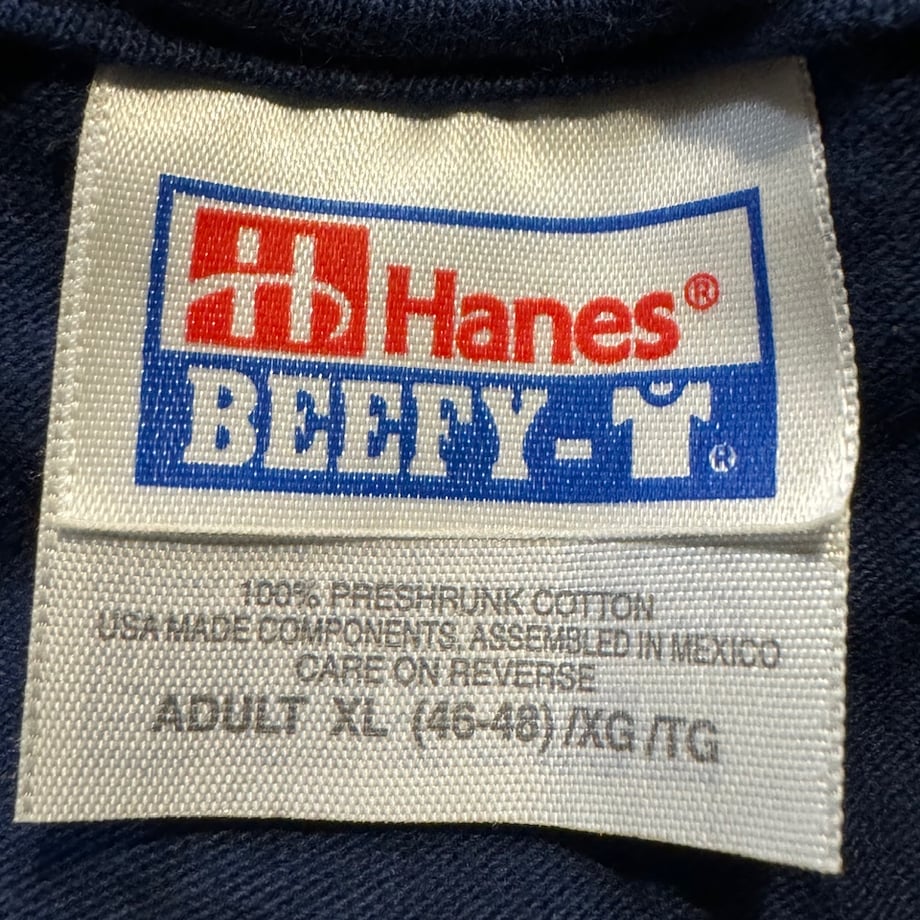 Hanes®
BEEFY-T®
100% PRESHRUNK COTTON
USA MADE COMPONENTS, ASSEMBLED IN MEXICO
CARE ON REVERSE
ADULT XL (46-48) /XG /TG